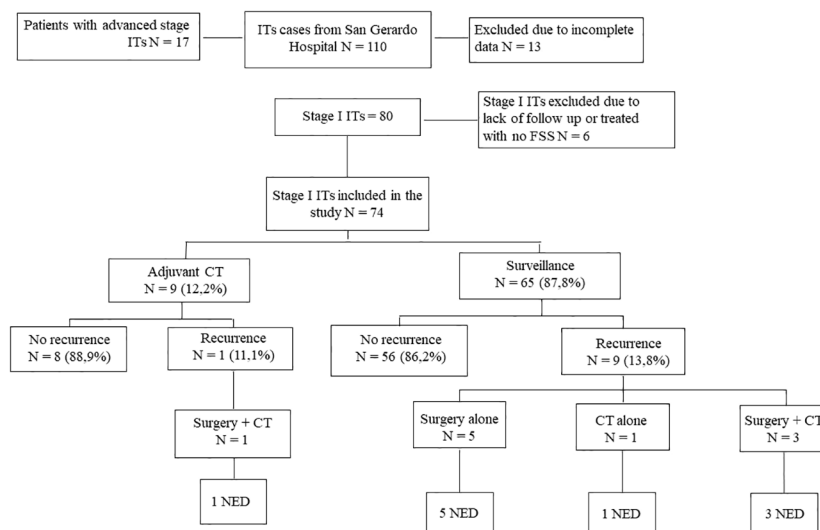 Patients with advanced stage
ITs N = 17
ITs cases from San Gerardo
Hospital N = 110
Excluded due to incomplete
data N = 13
Stage I ITs = 80
Stage I ITs excluded due to
lack of follow up or treated
with no FSS N = 6
Stage I ITs included in the
study N = 74
Adjuvant CT
N = 9 (12,2%)
Surveillance
N = 65 (87,8%)
No recurrence
N = 8 (88,9%)
Recurrence
N = 1 (11,1%)
No recurrence
N = 56 (86,2%)
Recurrence
N = 9 (13,8%)
Surgery + CT
N = 1
Surgery alone
N = 5
CT alone
N = 1
Surgery + CT
N = 3
1 NED
5 NED
1 NED
3 NED